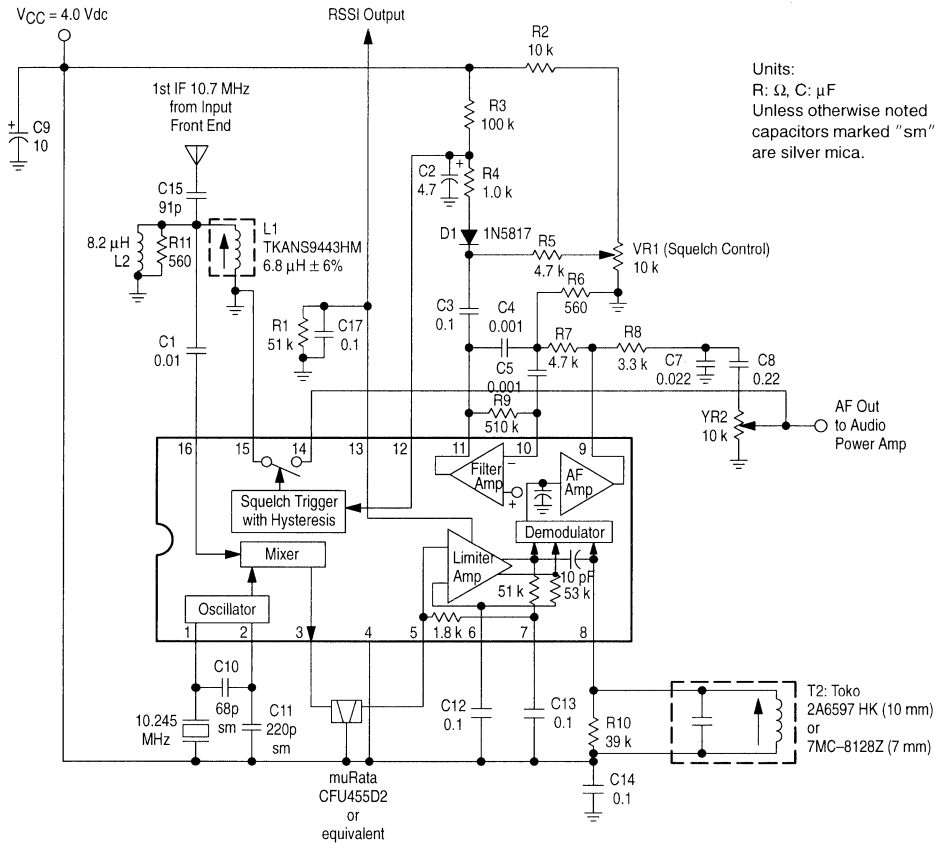 VCC = 4.0 Vdc
RSSI Output
R2
10 k
Units:
R: Ω, C: μF
Unless otherwise noted
capacitors marked "sm"
are silver mica.
1st IF 10.7 MHz
from Input
Front End
+
C9
10
R3
100 k
C2
4.7
+
R4
1.0 k
C15
91p
8.2 μH
L2
R11
560
L1
TKANS9443HM
6.8 μH ± 6%
D1
1N5817
R5
4.7 k
VR1 (Squelch Control)
10 k
R6
560
C3
0.1
C4
0.001
R1
51 k
C17
0.1
C1
0.01
R7
4.7 k
R8
3.3 k
C5
0.001
C7
0.022
C8
0.22
R9
510 k
YR2
10 k
AF Out
to Audio
Power Amp
16
15
14
13
12
11
10
9
Filter
Amp
–
+
AF
Amp
Squelch Trigger
with Hysteresis
Demodulator
Mixer
Limiter
Amp
10 pF
51 k
53 k
Oscillator
1.8 k
1
2
3
4
5
6
7
8
C10
68p
sm
C11
220p
sm
10.245
MHz
C12
0.1
C13
0.1
R10
39 k
T2: Toko
2A6597 HK (10 mm)
or
7MC–8128Z (7 mm)
C14
0.1
muRata
CFU455D2
or
equivalent